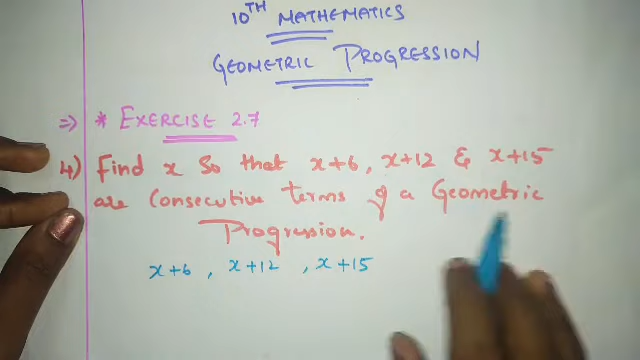 10TH MATHEMATICS
GEOMETRIC PROGRESSION
⇒ * EXERCISE 2.7
4) Find x So that x+6, x+12 & x+15
are Consecutive terms of a Geometric
Progression.
x+6 , x+12 , x+15